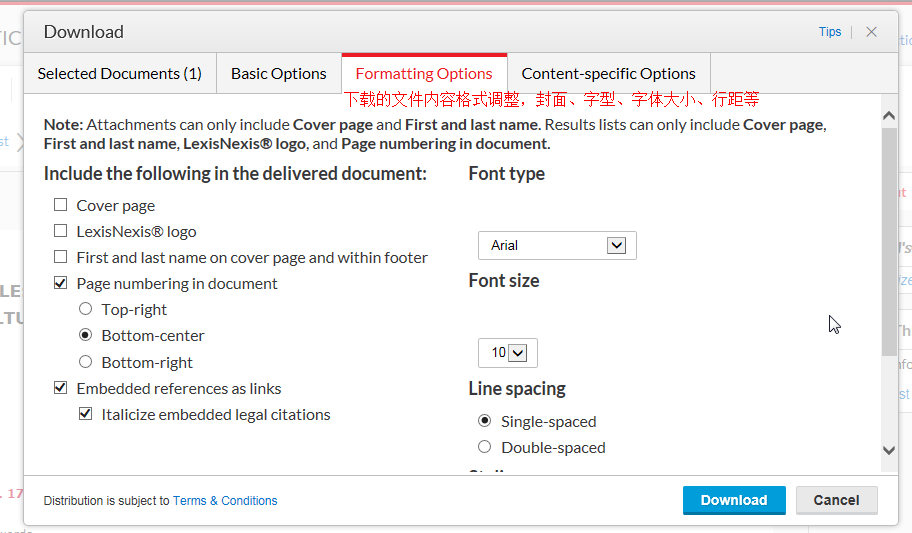 Download
Tips
Selected Documents (1)
Basic Options
Formatting Options
Content-specific Options
下载的文件内容格式调整，封面、字型、字体大小、行距等
Note: Attachments can only include Cover page and First and last name. Results lists can only include Cover page,
First and last name, LexisNexis® logo, and Page numbering in document.
Include the following in the delivered document:
Cover page
LexisNexis® logo
First and last name on cover page and within footer
Page numbering in document
Top-right
Bottom-center
Bottom-right
Embedded references as links
Italicize embedded legal citations
Font type
Arial
Font size
10
Line spacing
Single-spaced
Double-spaced
Distribution is subject to Terms & Conditions
Download
Cancel